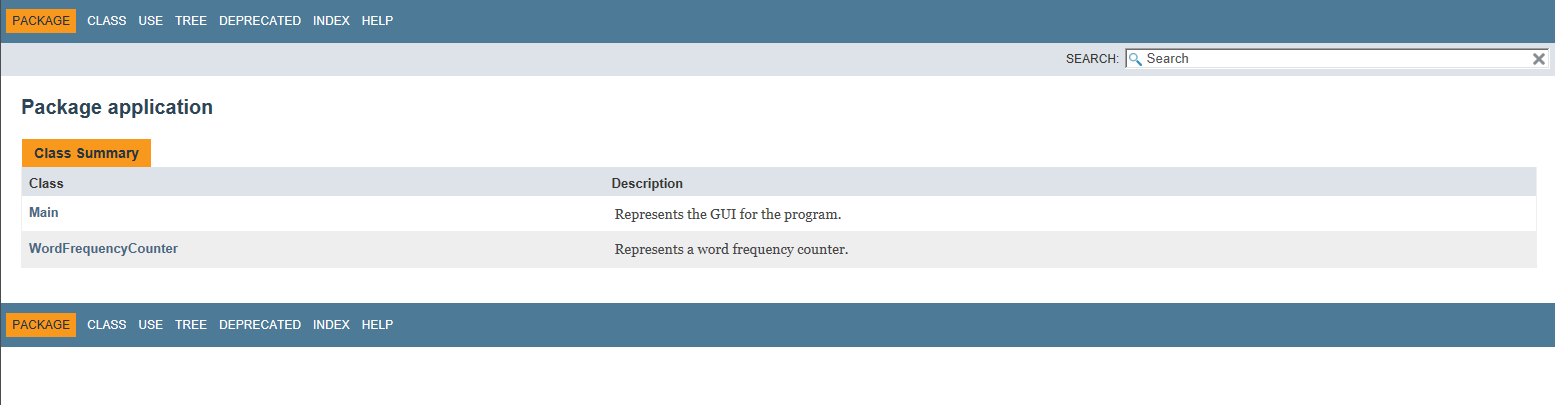 PACKAGE CLASS USE TREE DEPRECATED INDEX HELP
SEARCH: Search
Package application
Class Summary
Class Description
Main Represents the GUI for the program.
WordFrequencyCounter Represents a word frequency counter.
PACKAGE CLASS USE TREE DEPRECATED INDEX HELP